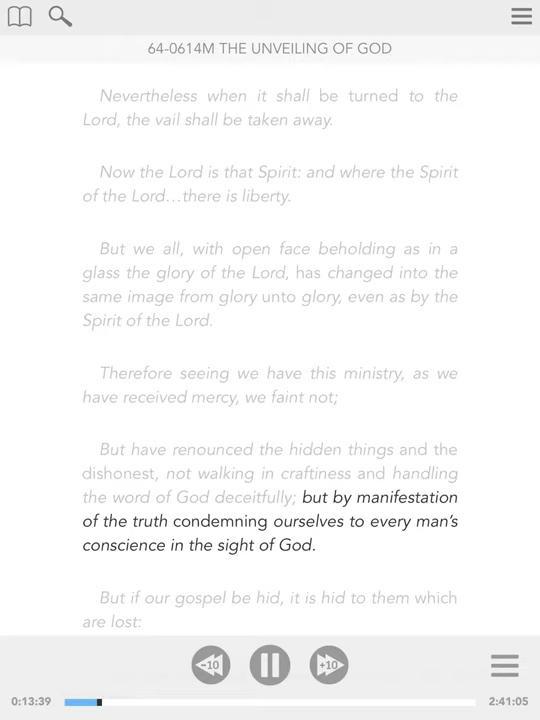 64-0614M THE UNVEILING OF GOD
Nevertheless when it shall be turned to the
Lord, the vail shall be taken away.
Now the Lord is that Spirit: and where the Spirit
of the Lord…there is liberty.
But we all, with open face beholding as in a
glass the glory of the Lord, has changed into the
same image from glory unto glory, even as by the
Spirit of the Lord.
Therefore seeing we have this ministry, as we
have received mercy, we faint not;
But have renounced the hidden things and the
dishonest, not walking in craftiness and handling
the word of God deceitfully; but by manifestation
of the truth condemning ourselves to every man’s
conscience in the sight of God.
But if our gospel be hid, it is hid to them which
are lost:
-10 +10
0:13:39 2:41:05